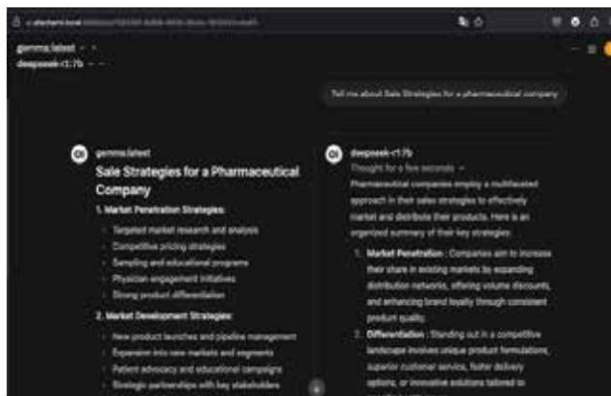 gemma:latest
deepseek-r1:7b
Tell me about Sale Strategies for a pharmaceutical company
OI gemma:latest
Sale Strategies for a Pharmaceutical
Company
1. Market Penetration Strategies:
Targeted market research and analysis
Competitive pricing strategies
Sampling and educational programs
Physician engagement initiatives
Strong product differentiation
2. Market Development Strategies:
New product launches and pipeline management
Expansion into new markets and segments
Patient advocacy and educational campaigns
Strategic partnerships with key stakeholders
OI deepseek-r1:7b
Thought for a few seconds
Pharmaceutical companies employ a multifaceted
approach in their sales strategies to effectively
market and distribute their products. Here is an
organized summary of their key strategies:
1. Market Penetration : Companies aim to increase
their share in existing markets by expanding
distribution networks, offering volume discounts,
and enhancing brand loyalty through consistent
product quality.
2. Differentiation : Standing out in a competitive
landscape involves unique product formulations,
superior customer service, faster delivery
options, or innovative solutions tailored to